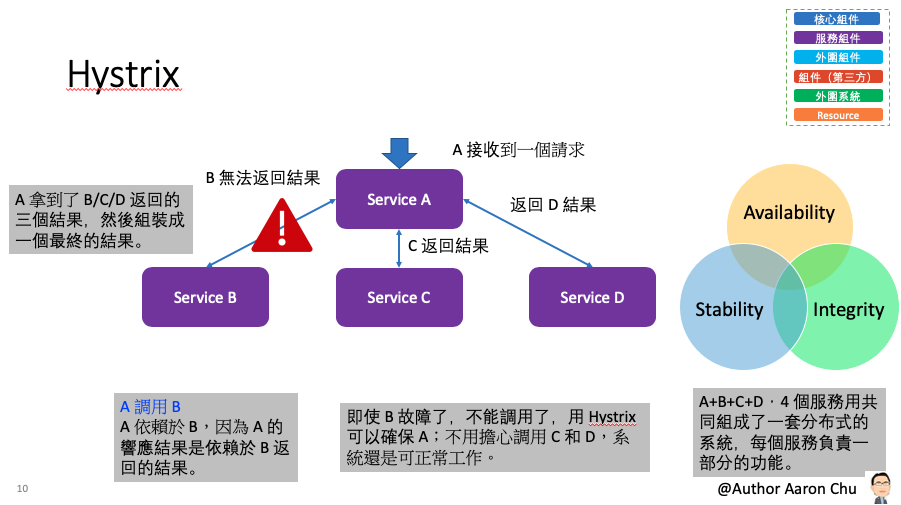 核心組件
服務組件
外圍組件
組件（第三方）
外圍系統
Resource
Hystrix
A 接收到一個請求
B 無法返回結果
Service A
返回 D 結果
A 拿到了 B/C/D 返回的
三個結果，然後組裝成
一個最終的結果。
C 返回結果
Service B
Service C
Service D
Availability
Stability
Integrity
A 調用 B
A 依賴於 B，因為 A 的
響應結果是依賴於 B 返
回的結果。
即使 B 故障了，不能調用了，用 Hystrix
可以確保 A；不用擔心調用 C 和 D，系
統還是可正常工作。
A+B+C+D，4 個服務用共
同組成了一套分布式的
系統，每個服務負責一
部分的功能。
10
@Author Aaron Chu